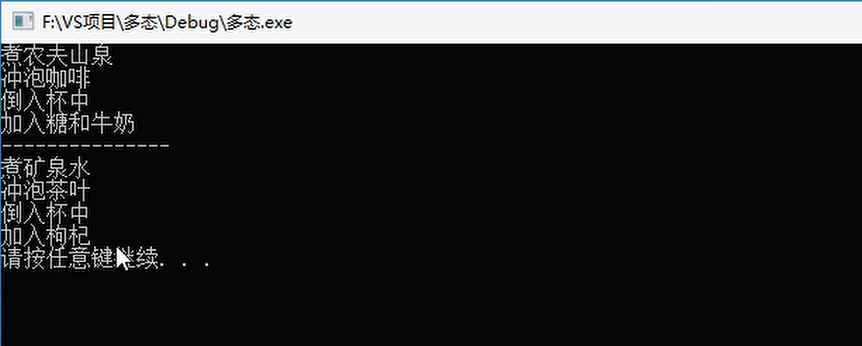 F:\VS项目\多态\Debug\多态.exe
煮农夫山泉
冲泡咖啡
倒入杯中
加入糖和牛奶
---------------
煮矿泉水
冲泡茶叶
倒入杯中
加入枸杞
请按任意键继续. . .